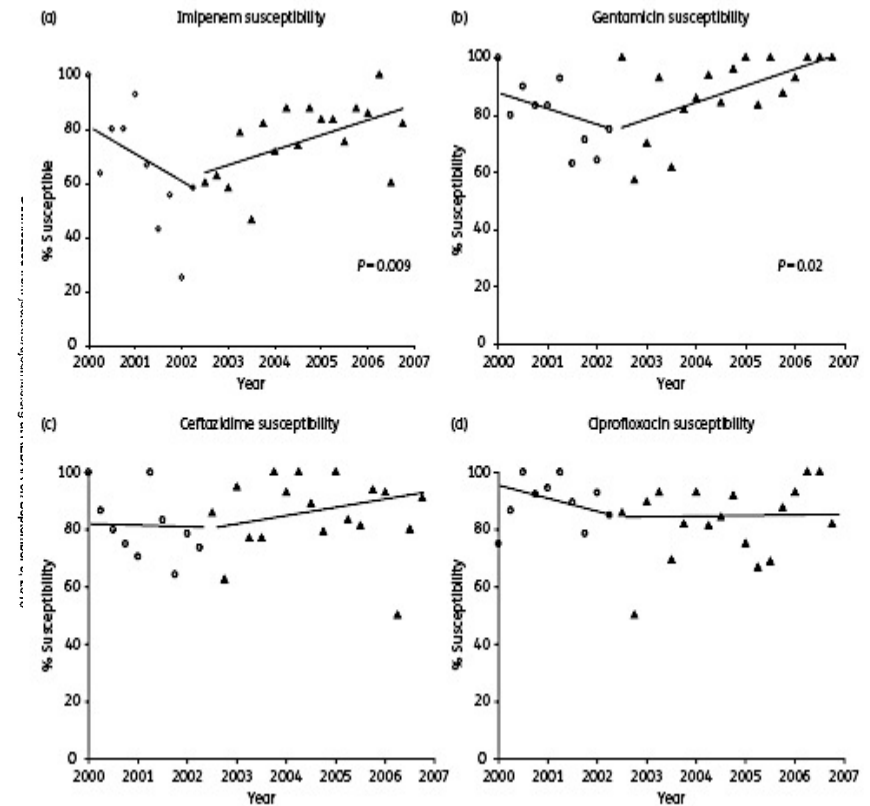 (a) Imipenem susceptibility
% Susceptible
100
80
60
40
20
0
P=0.009
2000 2001 2002 2003 2004 2005 2006 2007
Year
(b) Gentamicin susceptibility
% Susceptibility
100
80
60
40
20
0
P=0.02
2000 2001 2002 2003 2004 2005 2006 2007
Year
(c) Ceftazidime susceptibility
% Susceptibility
100
80
60
40
20
0
2000 2001 2002 2003 2004 2005 2006 2007
Year
(d) Ciprofloxacin susceptibility
% Susceptibility
100
80
60
40
20
0
2000 2001 2002 2003 2004 2005 2006 2007
Year